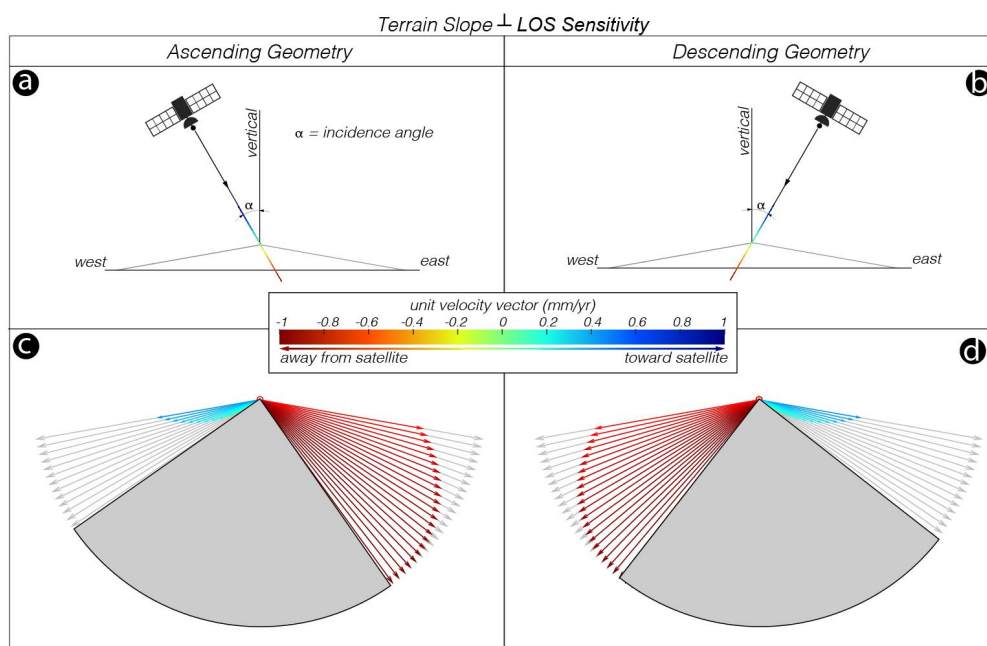 Terrain Slope ⊥ LOS Sensitivity
Ascending Geometry
Descending Geometry
a
b
vertical
α = incidence angle
α
west
east
vertical
α
west
east
unit velocity vector (mm/yr)
-1 -0.8 -0.6 -0.4 -0.2 0 0.2 0.4 0.6 0.8 1
away from satellite
toward satellite
c
d